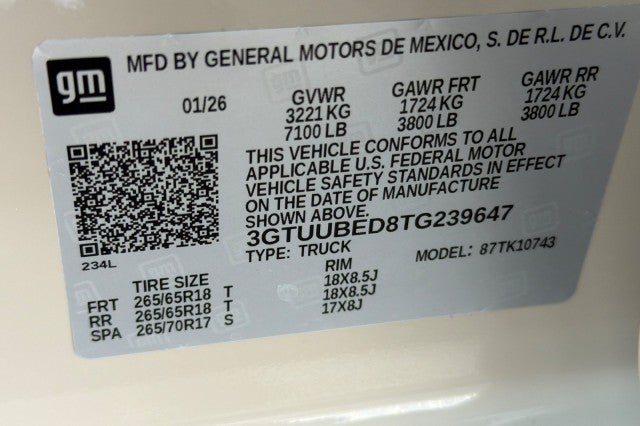 gm
MFD BY GENERAL MOTORS DE MEXICO, S. DE R.L. DE C.V.
01/26 GVWR GAWR FRT GAWR RR
3221 KG 1724 KG 1724 KG
7100 LB 3800 LB 3800 LB
THIS VEHICLE CONFORMS TO ALL
APPLICABLE U.S. FEDERAL MOTOR
VEHICLE SAFETY STANDARDS IN EFFECT
ON THE DATE OF MANUFACTURE
SHOWN ABOVE.
3GTUUBED8TG239647
234L
TYPE: TRUCK MODEL: 87TK10743
TIRE SIZE RIM
FRT 265/65R18 T 18X8.5J
RR 265/65R18 T 18X8.5J
SPA 265/70R17 S 17X8J